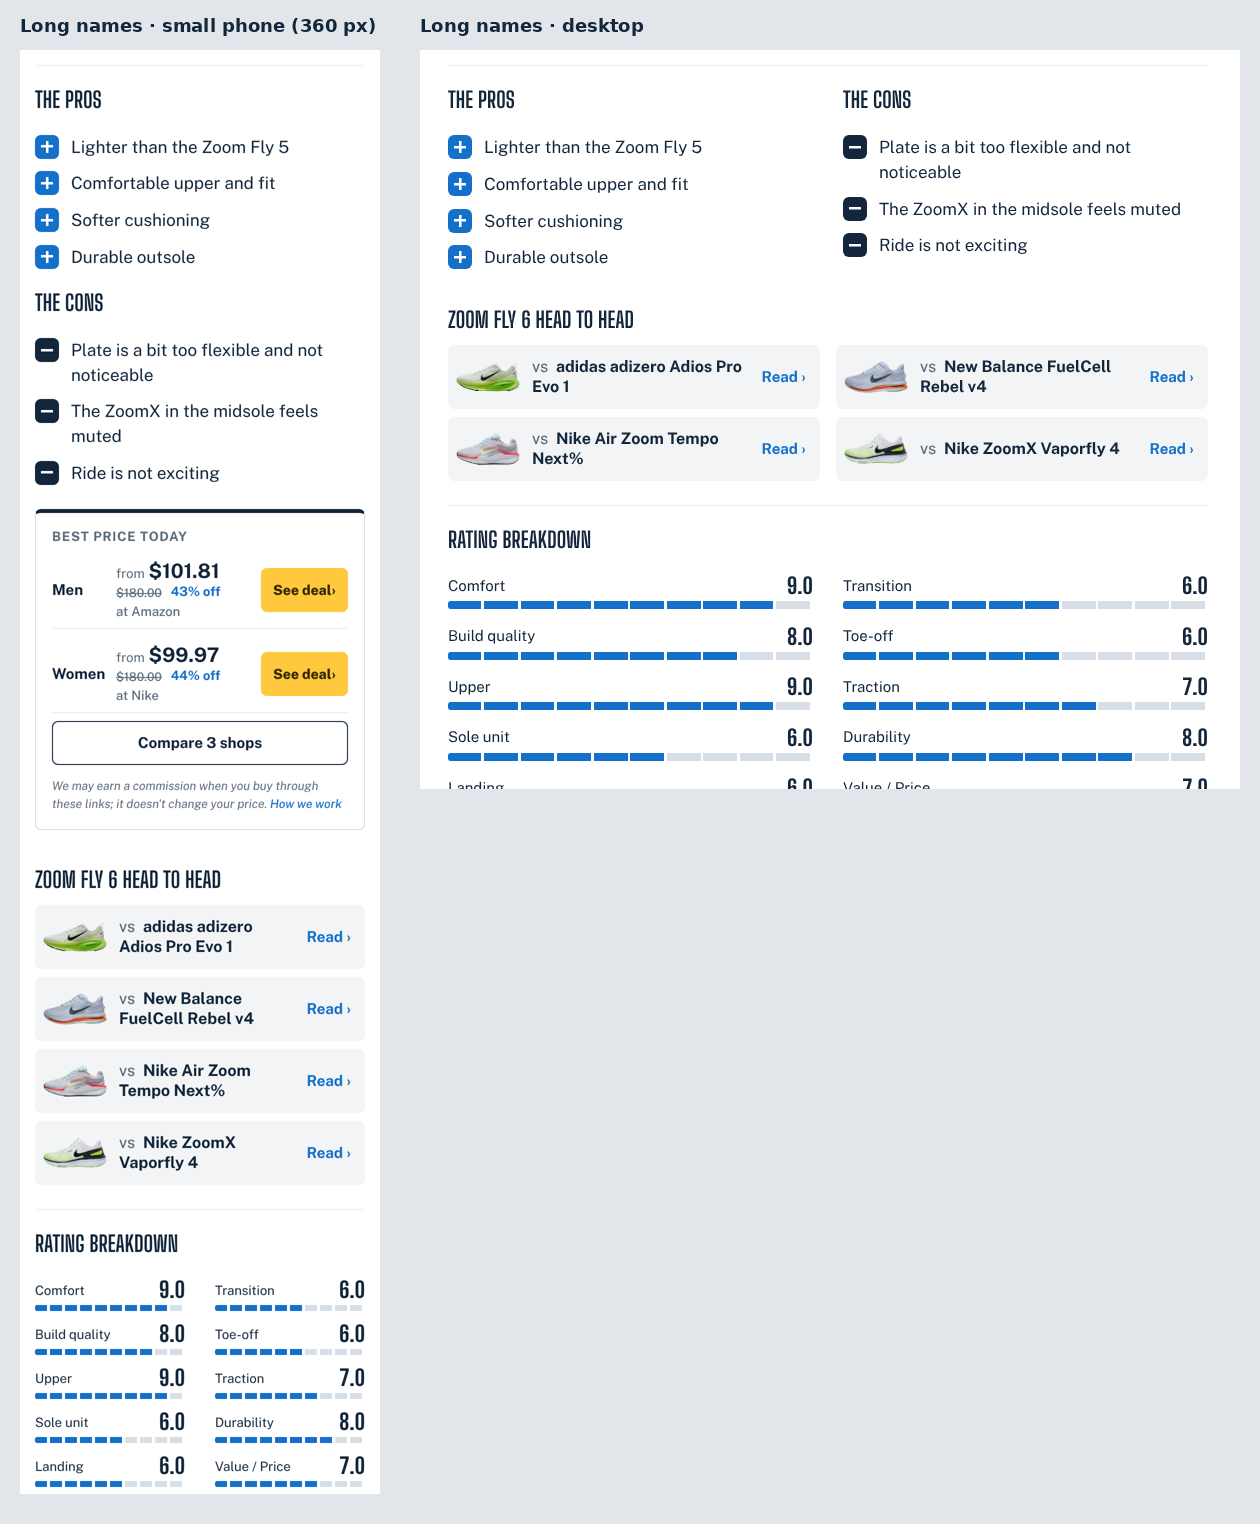 Long names · small phone (360 px)
THE PROS
Lighter than the Zoom Fly 5
Comfortable upper and fit
Softer cushioning
Durable outsole
THE CONS
Plate is a bit too flexible and not
noticeable
The ZoomX in the midsole feels
muted
Ride is not exciting
BEST PRICE TODAY
Men
from $101.81
$180.00 43% off
at Amazon
See deal›
Women
from $99.97
$180.00 44% off
at Nike
See deal›
Compare 3 shops
We may earn a commission when you buy through
these links; it doesn't change your price. How we work
ZOOM FLY 6 HEAD TO HEAD
vs adidas adizero
Adios Pro Evo 1
Read ›
vs New Balance
FuelCell Rebel v4
Read ›
vs Nike Air Zoom
Tempo Next%
Read ›
vs Nike ZoomX
Vaporfly 4
Read ›
RATING BREAKDOWN
Comfort 9.0
Transition 6.0
Build quality 8.0
Toe-off 6.0
Upper 9.0
Traction 7.0
Sole unit 6.0
Durability 8.0
Landing 6.0
Value / Price 7.0
Long names · desktop
THE PROS
Lighter than the Zoom Fly 5
Comfortable upper and fit
Softer cushioning
Durable outsole
THE CONS
Plate is a bit too flexible and not
noticeable
The ZoomX in the midsole feels muted
Ride is not exciting
ZOOM FLY 6 HEAD TO HEAD
vs adidas adizero Adios Pro
Evo 1
Read ›
vs New Balance FuelCell
Rebel v4
Read ›
vs Nike Air Zoom Tempo
Next%
Read ›
vs Nike ZoomX Vaporfly 4
Read ›
RATING BREAKDOWN
Comfort 9.0
Transition 6.0
Build quality 8.0
Toe-off 6.0
Upper 9.0
Traction 7.0
Sole unit 6.0
Durability 8.0
Landing 6.0
Value / Price 7.0